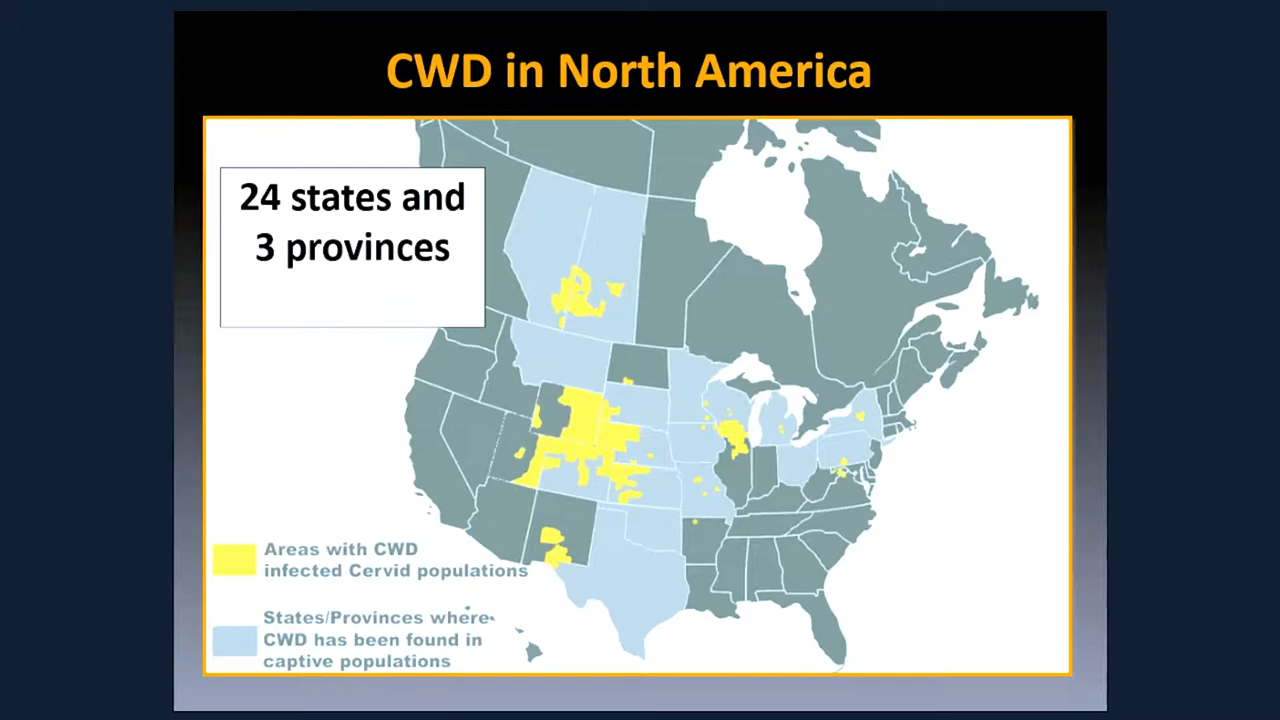 CWD in North America
24 states and
3 provinces
Areas with CWD
infected Cervid populations
States/Provinces where
CWD has been found in
captive populations